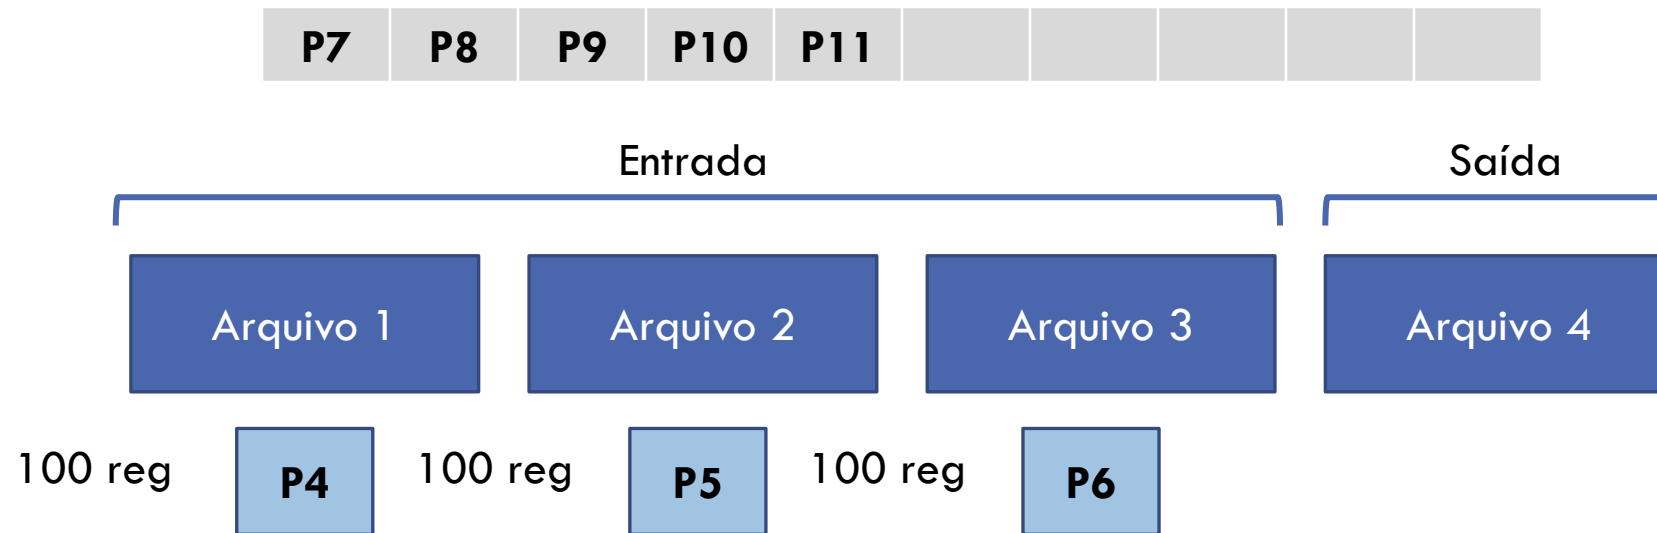 P7 P8 P9 P10 P11
Entrada Saída
Arquivo 1 Arquivo 2 Arquivo 3 Arquivo 4
100 reg P4 100 reg P5 100 reg P6